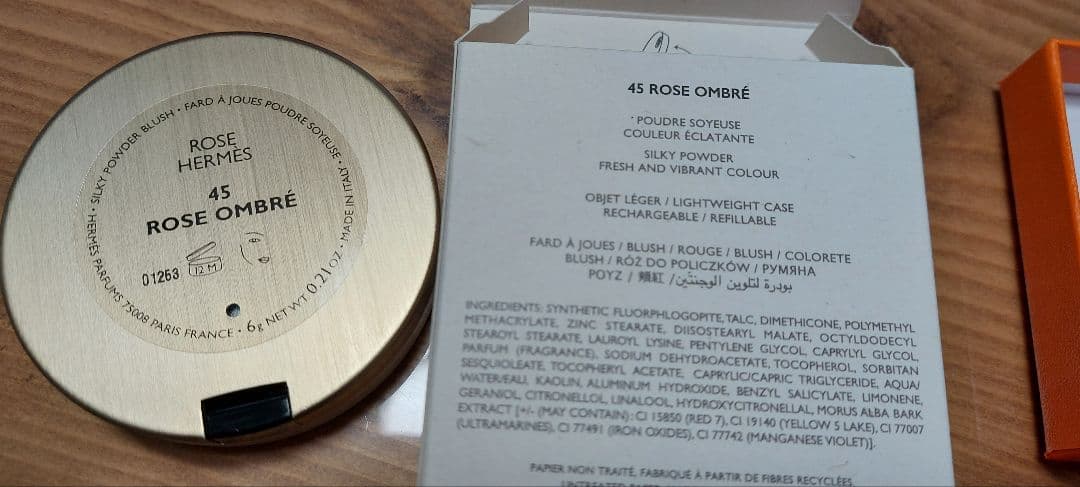 • SILKY POWDER BLUSH • FARD À JOUES POUDRE SOYEUSE • MADE IN ITALY •
HERMÈS PARFUMS 75008 PARIS FRANCE • 6g NET WT 0.21 OZ •
ROSE
HERMÈS
45
ROSE OMBRÉ
01253
12 M
45 ROSE OMBRÉ
POUDRE SOYEUSE
COULEUR ÉCLATANTE
SILKY POWDER
FRESH AND VIBRANT COLOUR
OBJET LÉGER / LIGHTWEIGHT CASE
RECHARGEABLE / REFILLABLE
FARD À JOUES / BLUSH / ROUGE / BLUSH / COLORETE
BLUSH / RÓŻ DO POLICZKÓW / РУМЯНА
ΡΟΥΖ / 頰紅 / بودرة لتلوين الوجنتين
INGREDIENTS: SYNTHETIC FLUORPHLOGOPITE, TALC, DIMETHICONE, POLYMETHYL
METHACRYLATE, ZINC STEARATE, DIISOSTEARYL MALATE, OCTYLDODECYL
STEAROYL STEARATE, LAUROYL LYSINE, PENTYLENE GLYCOL, CAPRYLYL GLYCOL,
PARFUM (FRAGRANCE), SODIUM DEHYDROACETATE, TOCOPHEROL, SORBITAN
SESQUIOLEATE, TOCOPHERYL ACETATE, CAPRYLIC/CAPRIC TRIGLYCERIDE, AQUA/
WATER/EAU, KAOLIN, ALUMINUM HYDROXIDE, BENZYL SALICYLATE, LIMONENE,
GERANIOL, CITRONELLOL, LINALOOL, HYDROXYCITRONELLAL, MORUS ALBA BARK
EXTRACT [+/- (MAY CONTAIN): CI 15850 (RED 7), CI 19140 (YELLOW 5 LAKE), CI 77007
(ULTRAMARINES), CI 77491 (IRON OXIDES), CI 77742 (MANGANESE VIOLET)].
PAPIER NON TRAITÉ, FABRIQUÉ À PARTIR DE FIBRES RECYCLÉES